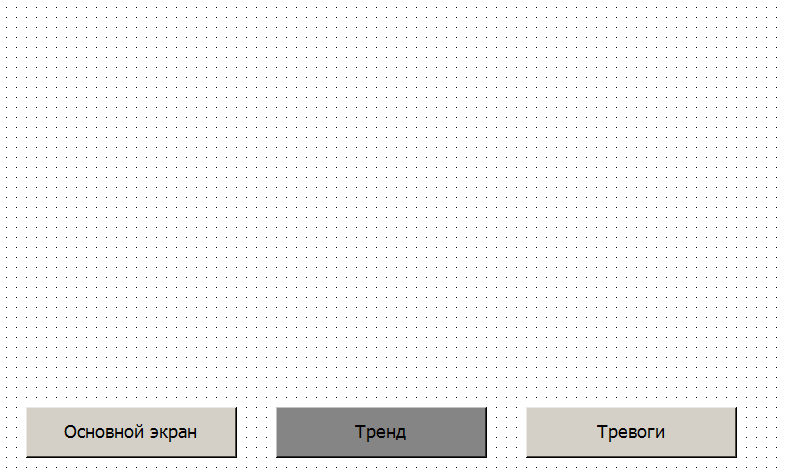 Основной экран
Тренд
Тревоги